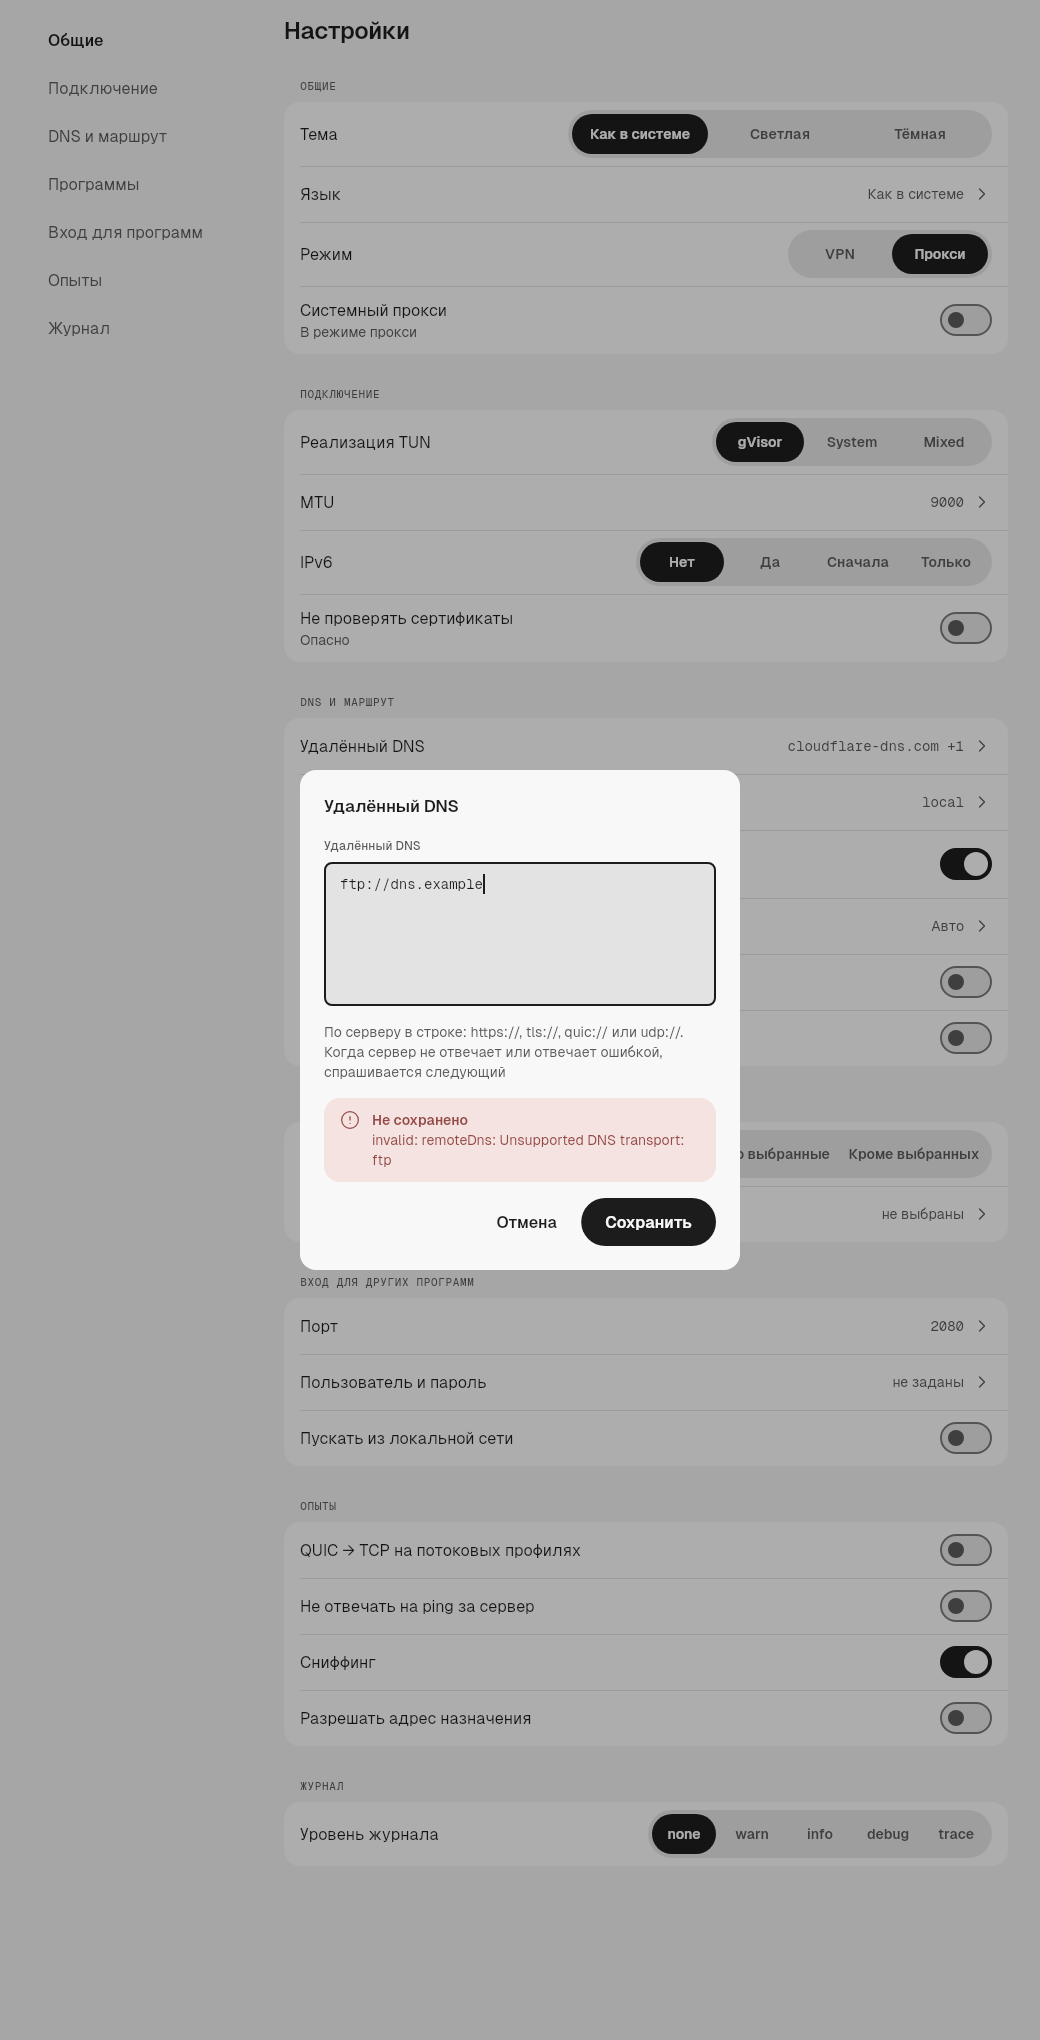 Общие
Подключение
DNS и маршрут
Программы
Вход для программ
Опыты
Журнал
Настройки
ОБЩИЕ
Тема
Как в системе
Светлая
Тёмная
Язык
Как в системе
Режим
VPN
Прокси
Системный прокси
В режиме прокси
ПОДКЛЮЧЕНИЕ
Реализация TUN
gVisor
System
Mixed
MTU
9000
IPv6
Нет
Да
Сначала
Только
Не проверять сертификаты
Опасно
DNS И МАРШРУТ
Удалённый DNS
cloudflare-dns.com +1
local
Авто
Удалённый DNS
Удалённый DNS
ftp://dns.example
По серверу в строке: https://, tls://, quic:// или udp://.
Когда сервер не отвечает или отвечает ошибкой,
спрашивается следующий
Не сохранено
invalid: remoteDns: Unsupported DNS transport:
ftp
Отмена
Сохранить
выбранные
Кроме выбранных
не выбраны
ВХОД ДЛЯ ДРУГИХ ПРОГРАММ
Порт
2080
Пользователь и пароль
не заданы
Пускать из локальной сети
ОПЫТЫ
QUIC → TCP на потоковых профилях
Не отвечать на ping за сервер
Сниффинг
Разрешать адрес назначения
ЖУРНАЛ
Уровень журнала
none
warn
info
debug
trace